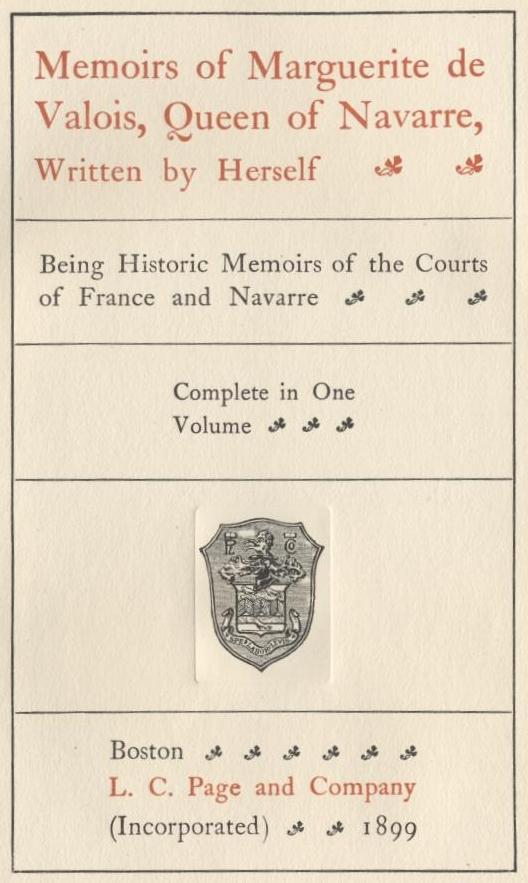 Memoirs of Marguerite de
Valois, Queen of Navarre,
Written by Herself
Being Historic Memoirs of the Courts
of France and Navarre
Complete in One
Volume
Boston
L. C. Page and Company
(Incorporated) 1899